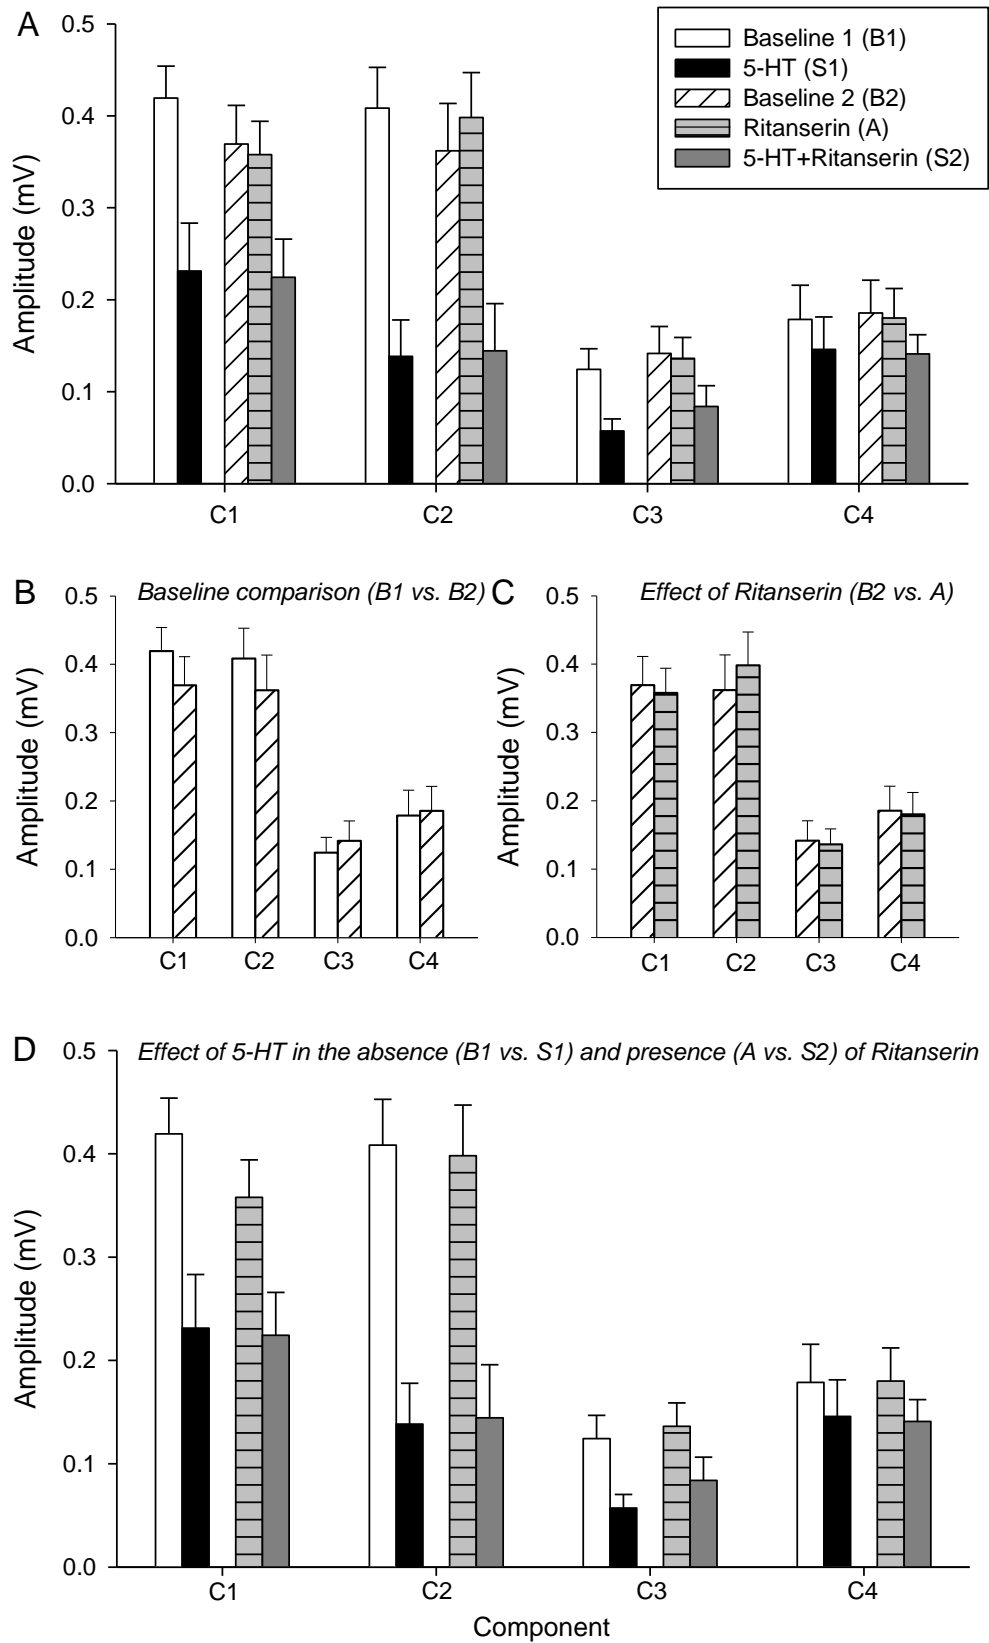 A
0.5
0.4
0.3
0.2
0.1
0.0
Amplitude (mV)
Baseline 1 (B1)
5-HT (S1)
Baseline 2 (B2)
Ritanserin (A)
5-HT+Ritanserin (S2)
C1 C2 C3 C4
B
Baseline comparison (B1 vs. B2)
0.5
0.4
0.3
0.2
0.1
0.0
Amplitude (mV)
C1 C2 C3 C4
C
Effect of Ritanserin (B2 vs. A)
0.5
0.4
0.3
0.2
0.1
0.0
Amplitude (mV)
C1 C2 C3 C4
D
Effect of 5-HT in the absence (B1 vs. S1) and presence (A vs. S2) of Ritanserin
0.5
0.4
0.3
0.2
0.1
0.0
Amplitude (mV)
C1 C2 C3 C4
Component